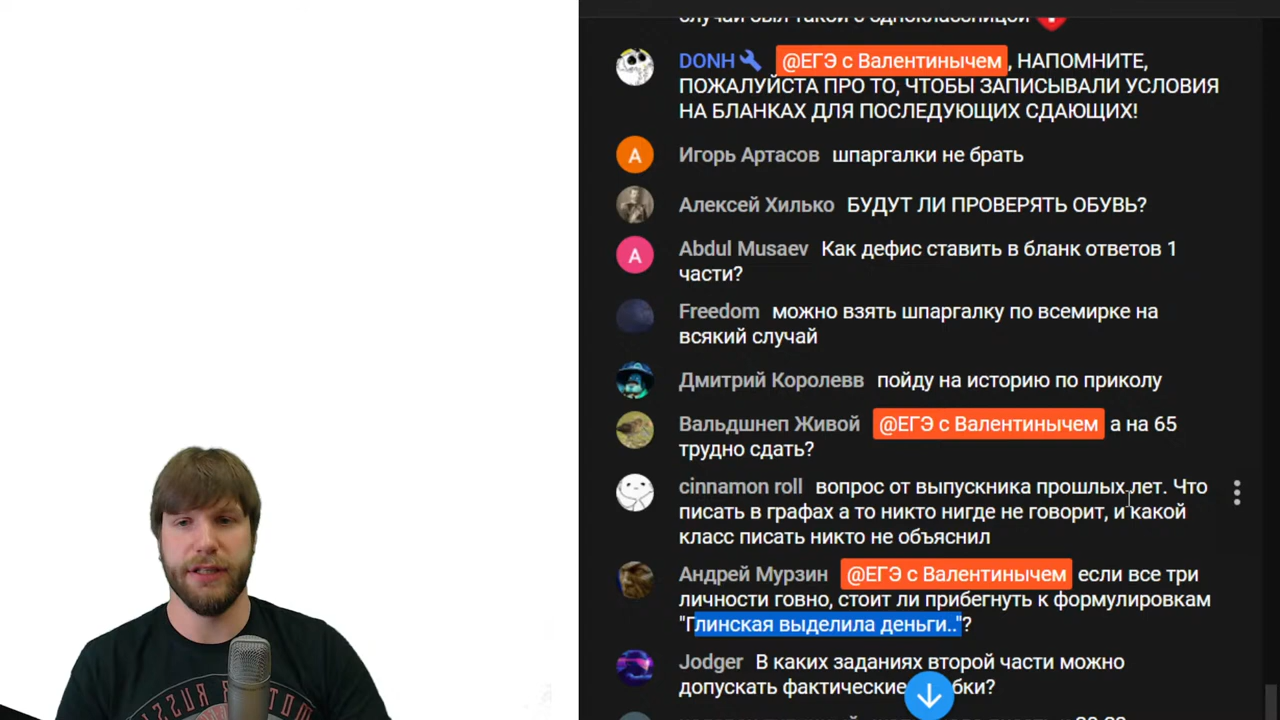 случай был такой с одноклассницой
DONH @ЕГЭ с Валентинычем, НАПОМНИТЕ,
ПОЖАЛУЙСТА ПРО ТО, ЧТОБЫ ЗАПИСЫВАЛИ УСЛОВИЯ
НА БЛАНКАХ ДЛЯ ПОСЛЕДУЮЩИХ СДАЮЩИХ!
A
Игорь Артасов шпаргалки не брать
Алексей Хилько БУДУТ ЛИ ПРОВЕРЯТЬ ОБУВЬ?
A
Abdul Musaev Как дефис ставить в бланк ответов 1
части?
Freedom можно взять шпаргалку по всемирке на
всякий случай
Дмитрий Королевв пойду на историю по приколу
Вальдшнеп Живой @ЕГЭ с Валентинычем а на 65
трудно сдать?
cinnamon roll вопрос от выпускника прошлых лет. Что
писать в графах а то никто нигде не говорит, и какой
класс писать никто не объяснил
Андрей Мурзин @ЕГЭ с Валентинычем если все три
личности говно, стоит ли прибегнуть к формулировкам
"Глинская выделила деньги.."?
Jodger В каких заданиях второй части можно
допускать фактические